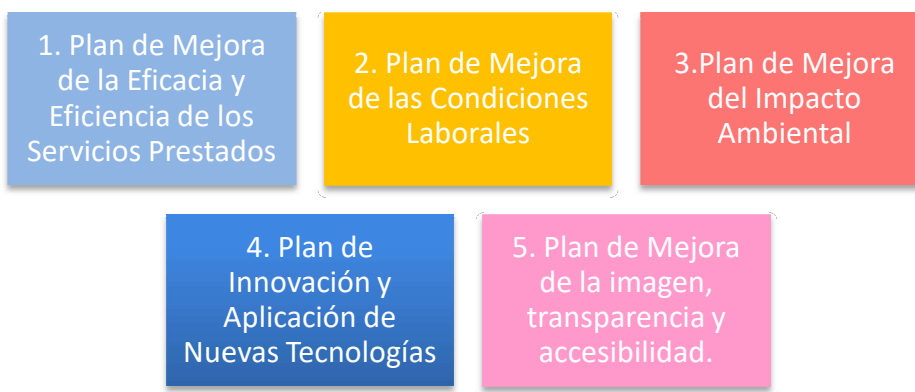 1. Plan de Mejora
de la Eficacia y
Eficiencia de los
Servicios Prestados
2. Plan de Mejora
de las Condiciones
Laborales
3.Plan de Mejora
del Impacto
Ambiental
4. Plan de
Innovación y
Aplicación de
Nuevas Tecnologías
5. Plan de Mejora
de la imagen,
transparencia y
accesibilidad.